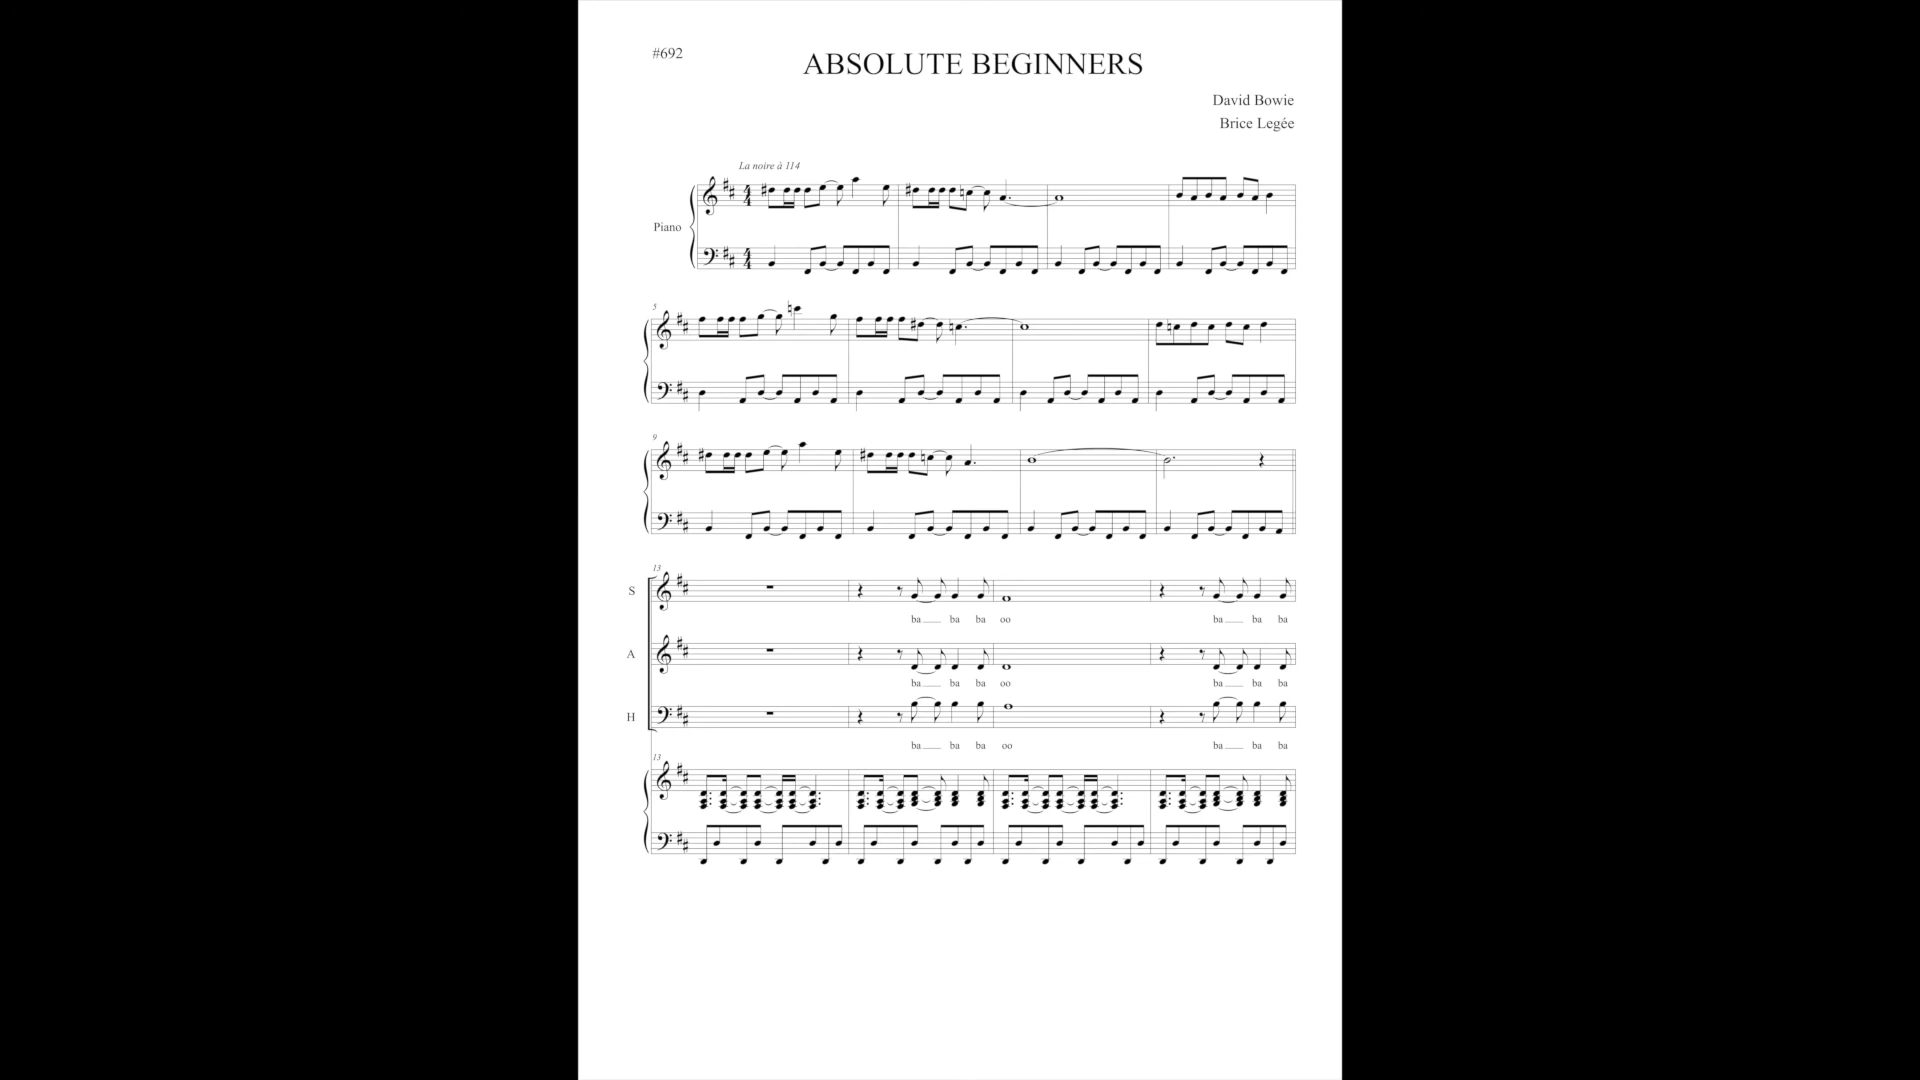 #692
ABSOLUTE BEGINNERS
David Bowie
Brice Legée
La noire à 114
Piano
5
9
13
S
ba ba ba oo ba ba ba
A
ba ba ba oo ba ba ba
H
ba ba ba oo ba ba ba
13